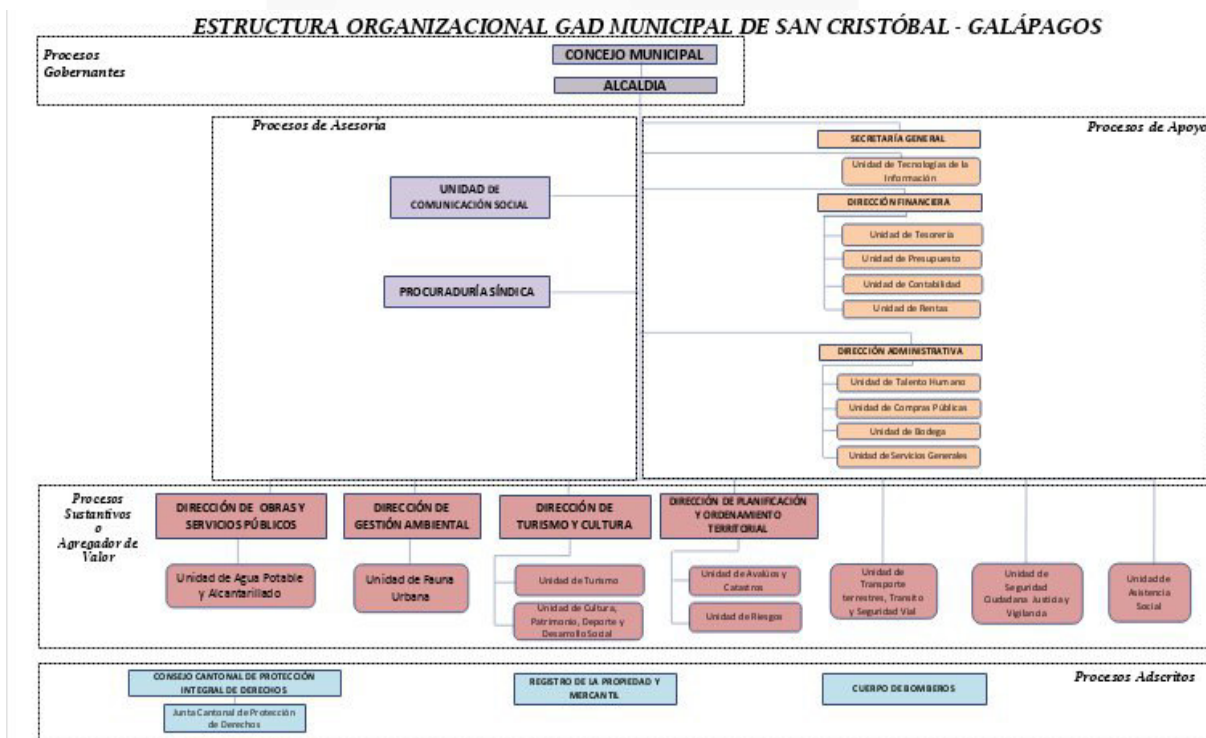 ESTRUCTURA ORGANIZACIONAL GAD MUNICIPAL DE SAN CRISTÓBAL - GALÁPAGOS
Procesos
Gobernantes
CONCEJO MUNICIPAL
ALCALDIA
Procesos de Asesoría
UNIDAD DE
COMUNICACIÓN SOCIAL
PROCURADURÍA SÍNDICA
Procesos de Apoyo
SECRETARÍA GENERAL
Unidad de Tecnologías de la
Información
DIRECCIÓN FINANCIERA
Unidad de Tesorería
Unidad de Presupuesto
Unidad de Contabilidad
Unidad de Rentas
DIRECCIÓN ADMINISTRATIVA
Unidad de Talento Humano
Unidad de Compras Públicas
Unidad de Bodega
Unidad de Servicios Generales
Procesos
Sustantivos
o
Agregador de
Valor
DIRECCIÓN DE OBRAS Y
SERVICIOS PÚBLICOS
Unidad de Agua Potable
y Alcantarillado
DIRECCIÓN DE
GESTIÓN AMBIENTAL
Unidad de Fauna
Urbana
DIRECCIÓN DE
TURISMO Y CULTURA
Unidad de Turismo
Unidad de Cultura,
Patrimonio, Deporte y
Desarrollo Social
DIRECCIÓN DE PLANIFICACIÓN
Y ORDENAMIENTO
TERRITORIAL
Unidad de Avalúos y
Catastros
Unidad de Riesgos
Unidad de
Transporte
terrestres, Transito
y Seguridad Vial
Unidad de
Seguridad
Ciudadana Justicia y
Vigilancia
Unidad de
Asistencia
Social
CONSEJO CANTONAL DE PROTECCIÓN
INTEGRAL DE DERECHOS
Junta Cantonal de Protección
de Derechos
REGISTRO DE LA PROPIEDAD Y
MERCANTIL
CUERPO DE BOMBEROS
Procesos Adscritos